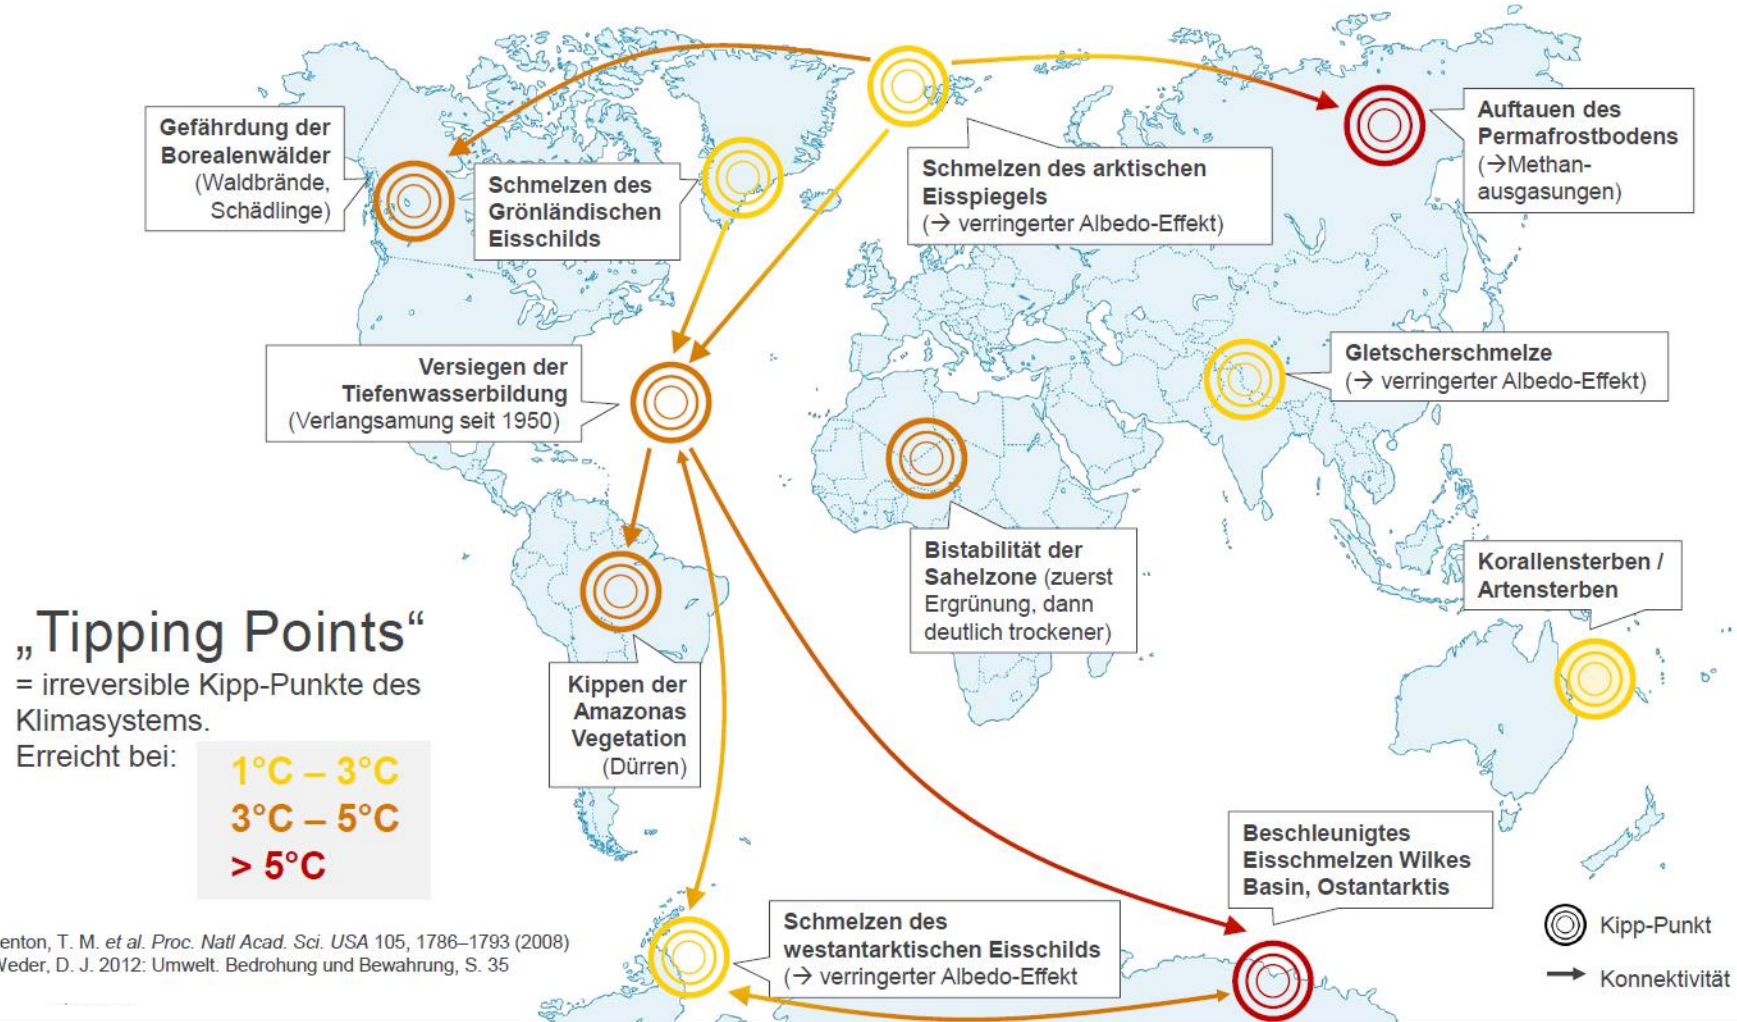 Gefährdung der
Borealenwälder
(Waldbrände,
Schädlinge)
Schmelzen des
Grönländischen
Eisschilds
Schmelzen des arktischen
Eisspiegels
(→ verringerter Albedo-Effekt)
Auftauen des
Permafrostbodens
(→Methan-
ausgasungen)
Versiegen der
Tiefenwasserbildung
(Verlangsamung seit 1950)
Gletscherschmelze
(→ verringerter Albedo-Effekt)
Bistabilität der
Sahelzone (zuerst
Ergrünung, dann
deutlich trockener)
Korallensterben /
Artensterben
„Tipping Points“
= irreversible Kipp-Punkte des
Klimasystems.
Erreicht bei:
1°C – 3°C
3°C – 5°C
> 5°C
Kippen der
Amazonas
Vegetation
(Dürren)
Beschleunigtes
Eisschmelzen Wilkes
Basin, Ostantarktis
Schmelzen des
westantarktischen Eisschilds
(→ verringerter Albedo-Effekt
Kipp-Punkt
Konnektivität
enton, T. M. et al. Proc. Natl Acad. Sci. USA 105, 1786–1793 (2008)
Weder, D. J. 2012: Umwelt. Bedrohung und Bewahrung, S. 35